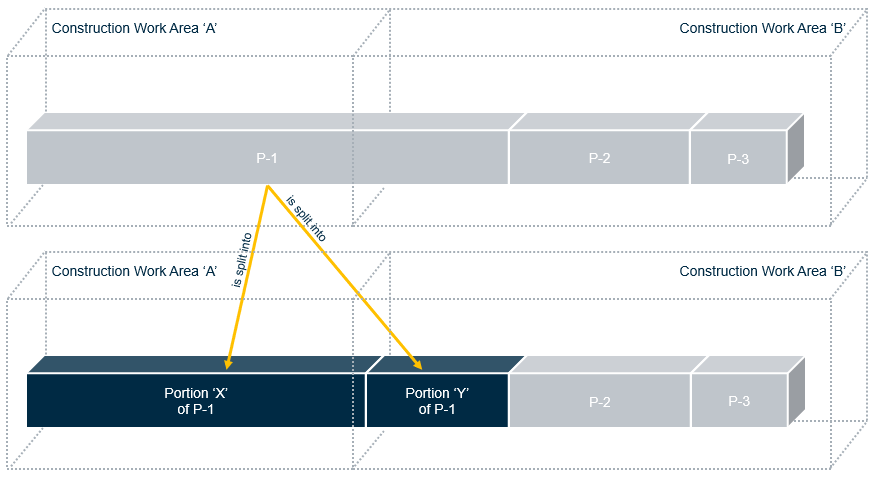 Construction Work Area ‘A’
Construction Work Area ‘B’
P-1
P-2
P-3
is split into
is split into
Construction Work Area ‘A’
Construction Work Area ‘B’
Portion ‘X’
of P-1
Portion ‘Y’
of P-1
P-2
P-3